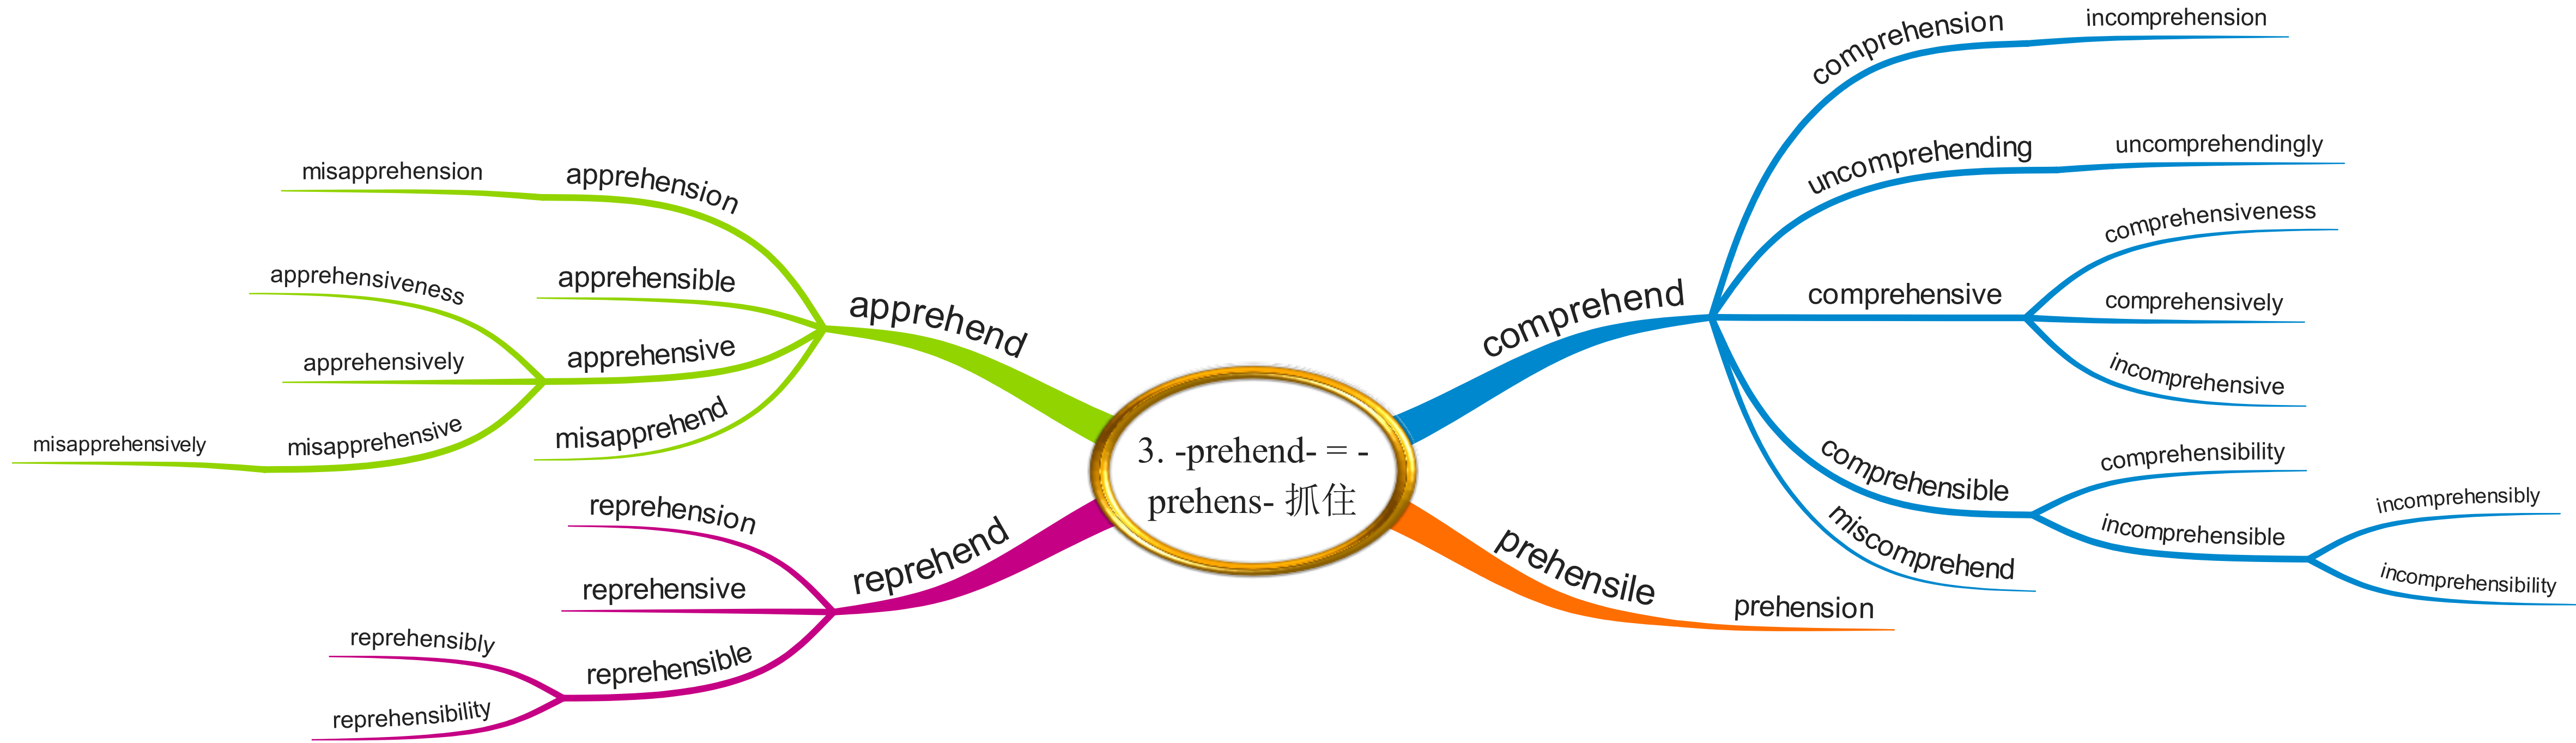 3. -prehend- = -
prehens- 抓住
comprehend
comprehension
incomprehension
uncomprehending
uncomprehendingly
comprehensive
comprehensiveness
comprehensively
incomprehensive
comprehensible
comprehensibility
incomprehensible
incomprehensibly
incomprehensibility
miscomprehend
prehensile
prehension
apprehend
apprehension
misapprehension
apprehensible
apprehensive
apprehensiveness
apprehensively
misapprehensive
misapprehensively
misapprehend
reprehend
reprehension
reprehensive
reprehensible
reprehensibly
reprehensibility